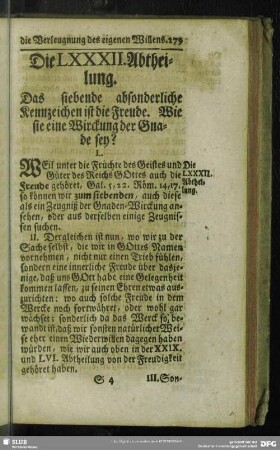 die Verleugnung des eigenen Willens. 279
Die LXXXII. Abthei-
lung.
Das siebende absonderliche
Kennzeichen ist die Freude. Wie
sie eine Wirckung der Gna-
de sey?
I.
WEil unter die Früchte des Geistes und
Güter des Reichs GOttes auch die
Freude gehöret, Gal. 5, 22. Röm. 14, 17.
so können wir zum siebenden, auch diese
als ein Zeugniß der Gnaden-Wirckung an-
sehen, oder aus derselben einige Zeugnis-
sen suchen.
Die
LXXXII.
Abthei-
lung.
II. Dergleichen ist nun, wo wir zu der
Sache selbst, die wir in GOttes Namen
vornehmen, nicht nur einen Trieb fühlen,
sondern eine innerliche Freude über dasje-
nige, daß uns GOtt habe eine Gelegenheit
kommen lassen, zu seinen Ehren etwas aus-
zurichten: wo auch solche Freude in dem
Wercke noch fortwähret, oder wohl gar
wächset: sonderlich da das Werck so be-
wandt ist, daß wir sonsten natürlicher Wei-
se eher einen Wiederwillen dagegen haben
würden, wie wir auch oben in der XXIX.
und LVI. Abtheilung von der Freudigkeit
gehöret haben.
S 4
III. Son-
SLUB
DFG